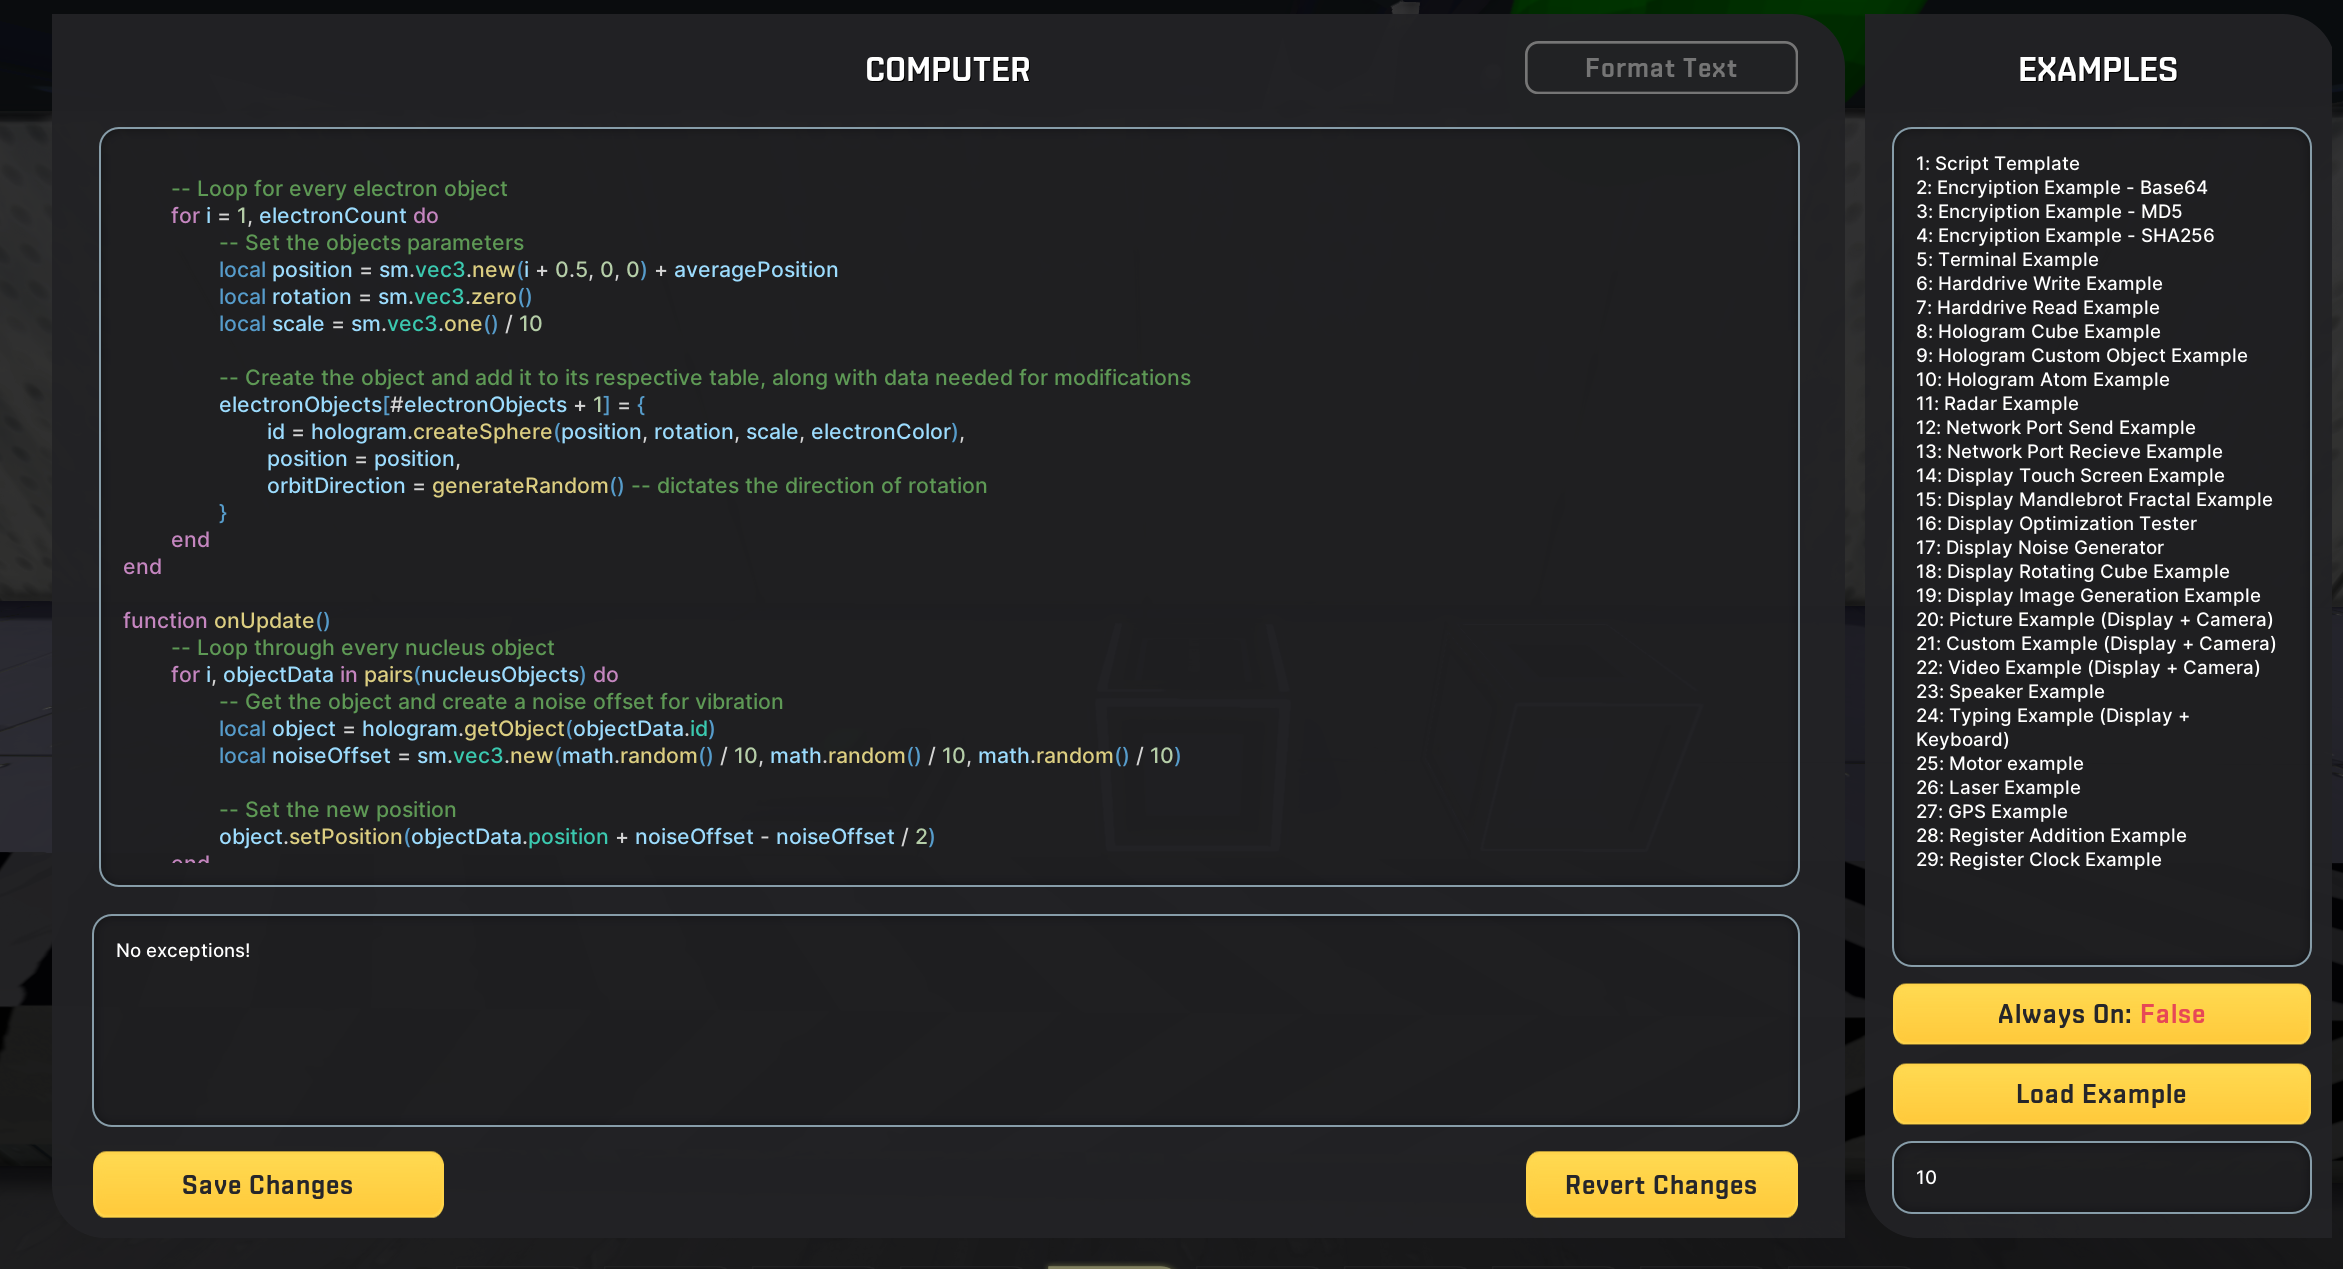 COMPUTER
Format Text
-- Loop for every electron object
for i = 1, electronCount do
-- Set the objects parameters
local position = sm.vec3.new(i + 0.5, 0, 0) + averagePosition
local rotation = sm.vec3.zero()
local scale = sm.vec3.one() / 10
-- Create the object and add it to its respective table, along with data needed for modifications
electronObjects[#electronObjects + 1] = {
id = hologram.createSphere(position, rotation, scale, electronColor),
position = position,
orbitDirection = generateRandom() -- dictates the direction of rotation
}
end
end
function onUpdate()
-- Loop through every nucleus object
for i, objectData in pairs(nucleusObjects) do
-- Get the object and create a noise offset for vibration
local object = hologram.getObject(objectData.id)
local noiseOffset = sm.vec3.new(math.random() / 10, math.random() / 10, math.random() / 10)
-- Set the new position
object.setPosition(objectData.position + noiseOffset - noiseOffset / 2)
end
No exceptions!
Save Changes
Revert Changes
EXAMPLES
1: Script Template
2: Encryiption Example - Base64
3: Encryiption Example - MD5
4: Encryiption Example - SHA256
5: Terminal Example
6: Harddrive Write Example
7: Harddrive Read Example
8: Hologram Cube Example
9: Hologram Custom Object Example
10: Hologram Atom Example
11: Radar Example
12: Network Port Send Example
13: Network Port Recieve Example
14: Display Touch Screen Example
15: Display Mandlebrot Fractal Example
16: Display Optimization Tester
17: Display Noise Generator
18: Display Rotating Cube Example
19: Display Image Generation Example
20: Picture Example (Display + Camera)
21: Custom Example (Display + Camera)
22: Video Example (Display + Camera)
23: Speaker Example
24: Typing Example (Display +
Keyboard)
25: Motor example
26: Laser Example
27: GPS Example
28: Register Addition Example
29: Register Clock Example
Always On: False
Load Example
10